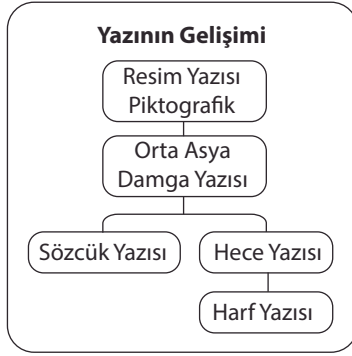 Yazının Gelişimi
Resim Yazısı
Piktografik
Orta Asya
Damga Yazısı
Sözcük Yazısı
Hece Yazısı
Harf Yazısı